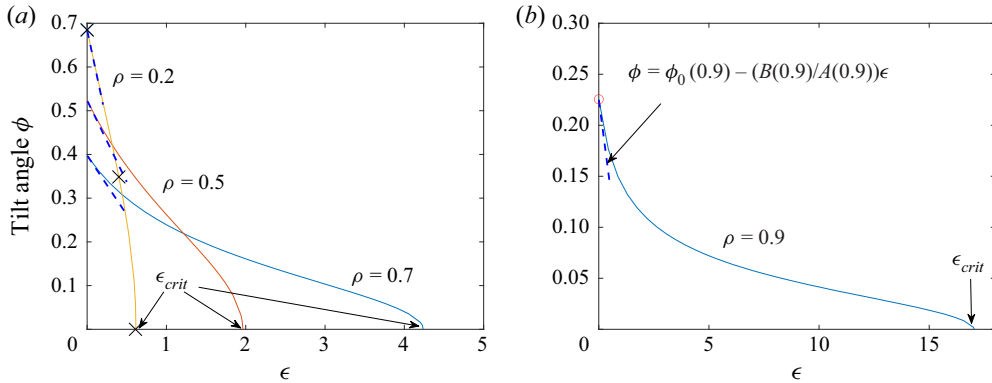 (a)
0.7
0.6
0.5
0.4
0.3
0.2
0.1
0
1
2
3
4
5
Tilt angle ϕ
ϵ
ρ = 0.2
ρ = 0.5
ρ = 0.7
ϵcrit
(b)
0.30
0.25
0.20
0.15
0.10
0.05
0
5
10
15
ϵ
ϕ = ϕ0 (0.9) – (B(0.9)/A(0.9))ϵ
ρ = 0.9
ϵcrit